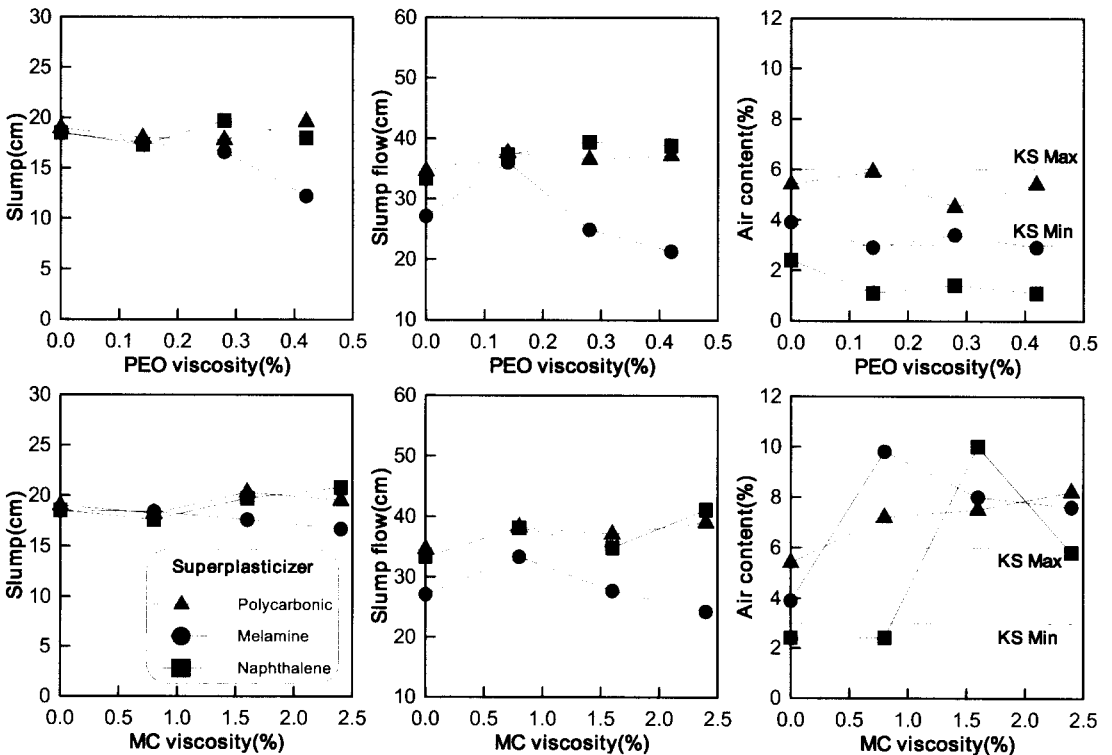 30
25
20
15
10
5
0
Slump(cm)
0.0 0.1 0.2 0.3 0.4 0.5
PEO viscosity(%)
60
50
40
30
20
10
Slump flow(cm)
0.0 0.1 0.2 0.3 0.4 0.5
PEO viscosity(%)
12
10
8
6
4
2
0
Air content(%)
KS Max
KS Min
0.0 0.1 0.2 0.3 0.4 0.5
PEO viscosity(%)
30
25
20
15
10
5
0
Slump(cm)
Superplasticizer
Polycarbonic
Melamine
Naphthalene
0.0 0.5 1.0 1.5 2.0 2.5
MC viscosity(%)
60
50
40
30
20
10
Slump flow(cm)
0.0 0.5 1.0 1.5 2.0 2.5
MC viscosity(%)
12
10
8
6
4
2
0
Air content(%)
KS Max
KS Min
0.0 0.5 1.0 1.5 2.0 2.5
MC viscosity(%)